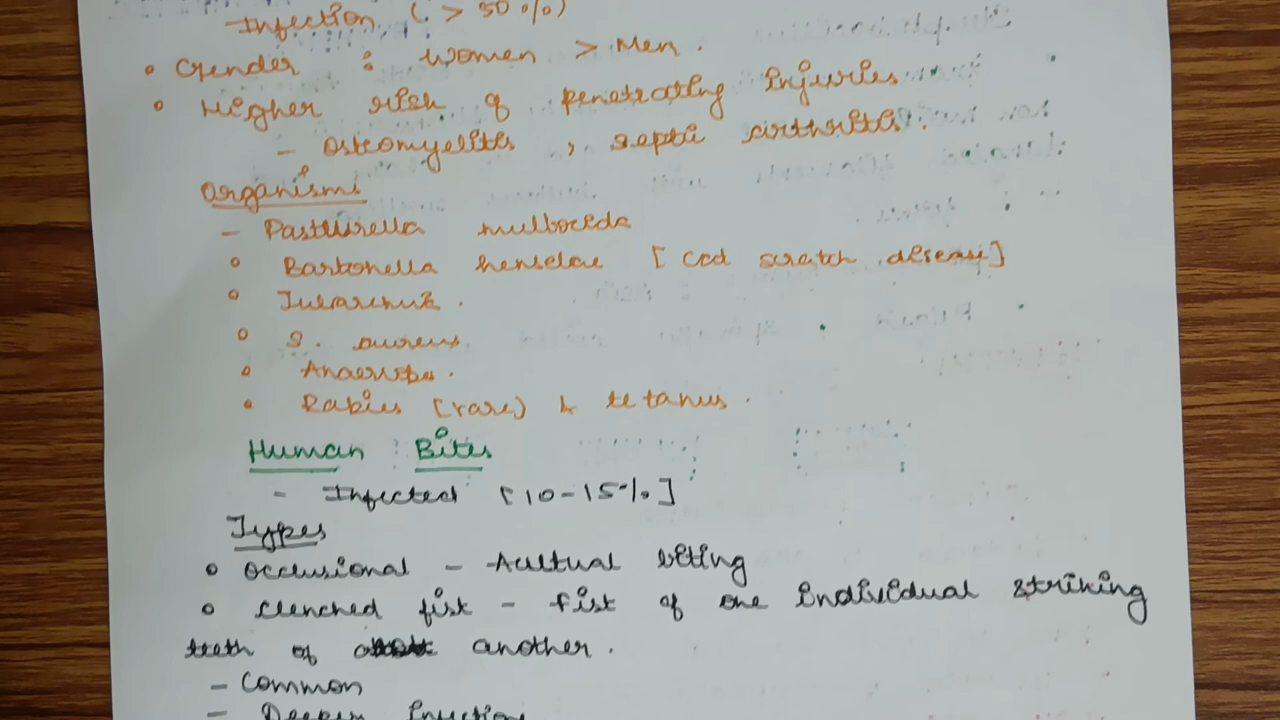 Infection (>50%)
• Gender : Women > Men.
• Higher risk of penetrating injuries
- Osteomyelitis , septic arthritis
Organisms
- Pasteurella multocida
• Bartonella henselae [Cat scratch disease]
• Tularemia.
• S. aureus
• Anaerobes.
• Rabies (rare) & tetanus.
Human Bites
- Infected [10-15%]
Types
• Occlusional - Actual biting
• Clenched fist - Fist of one individual striking
teeth of another.
- Common
- Deeper injection